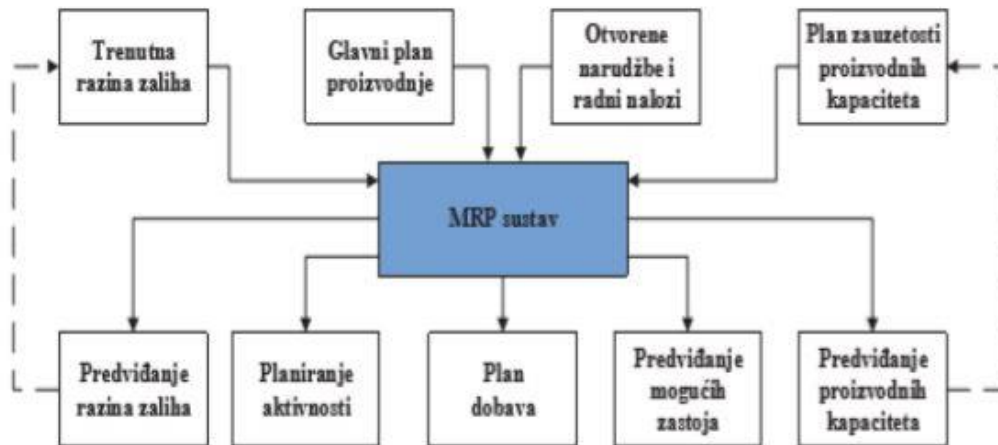 Trenutna
razina zaliha
Glavni plan
proizvodnje
Otvorene
narudžbe i
radni nalozi
Plan zauzetosti
proizvodnih
kapaciteta
MRP sustav
Predviđanje
razina zaliha
Planiranje
aktivnosti
Plan
dobava
Predviđanje
mogućih
zastoja
Predviđanje
proizvodnih
kapaciteta